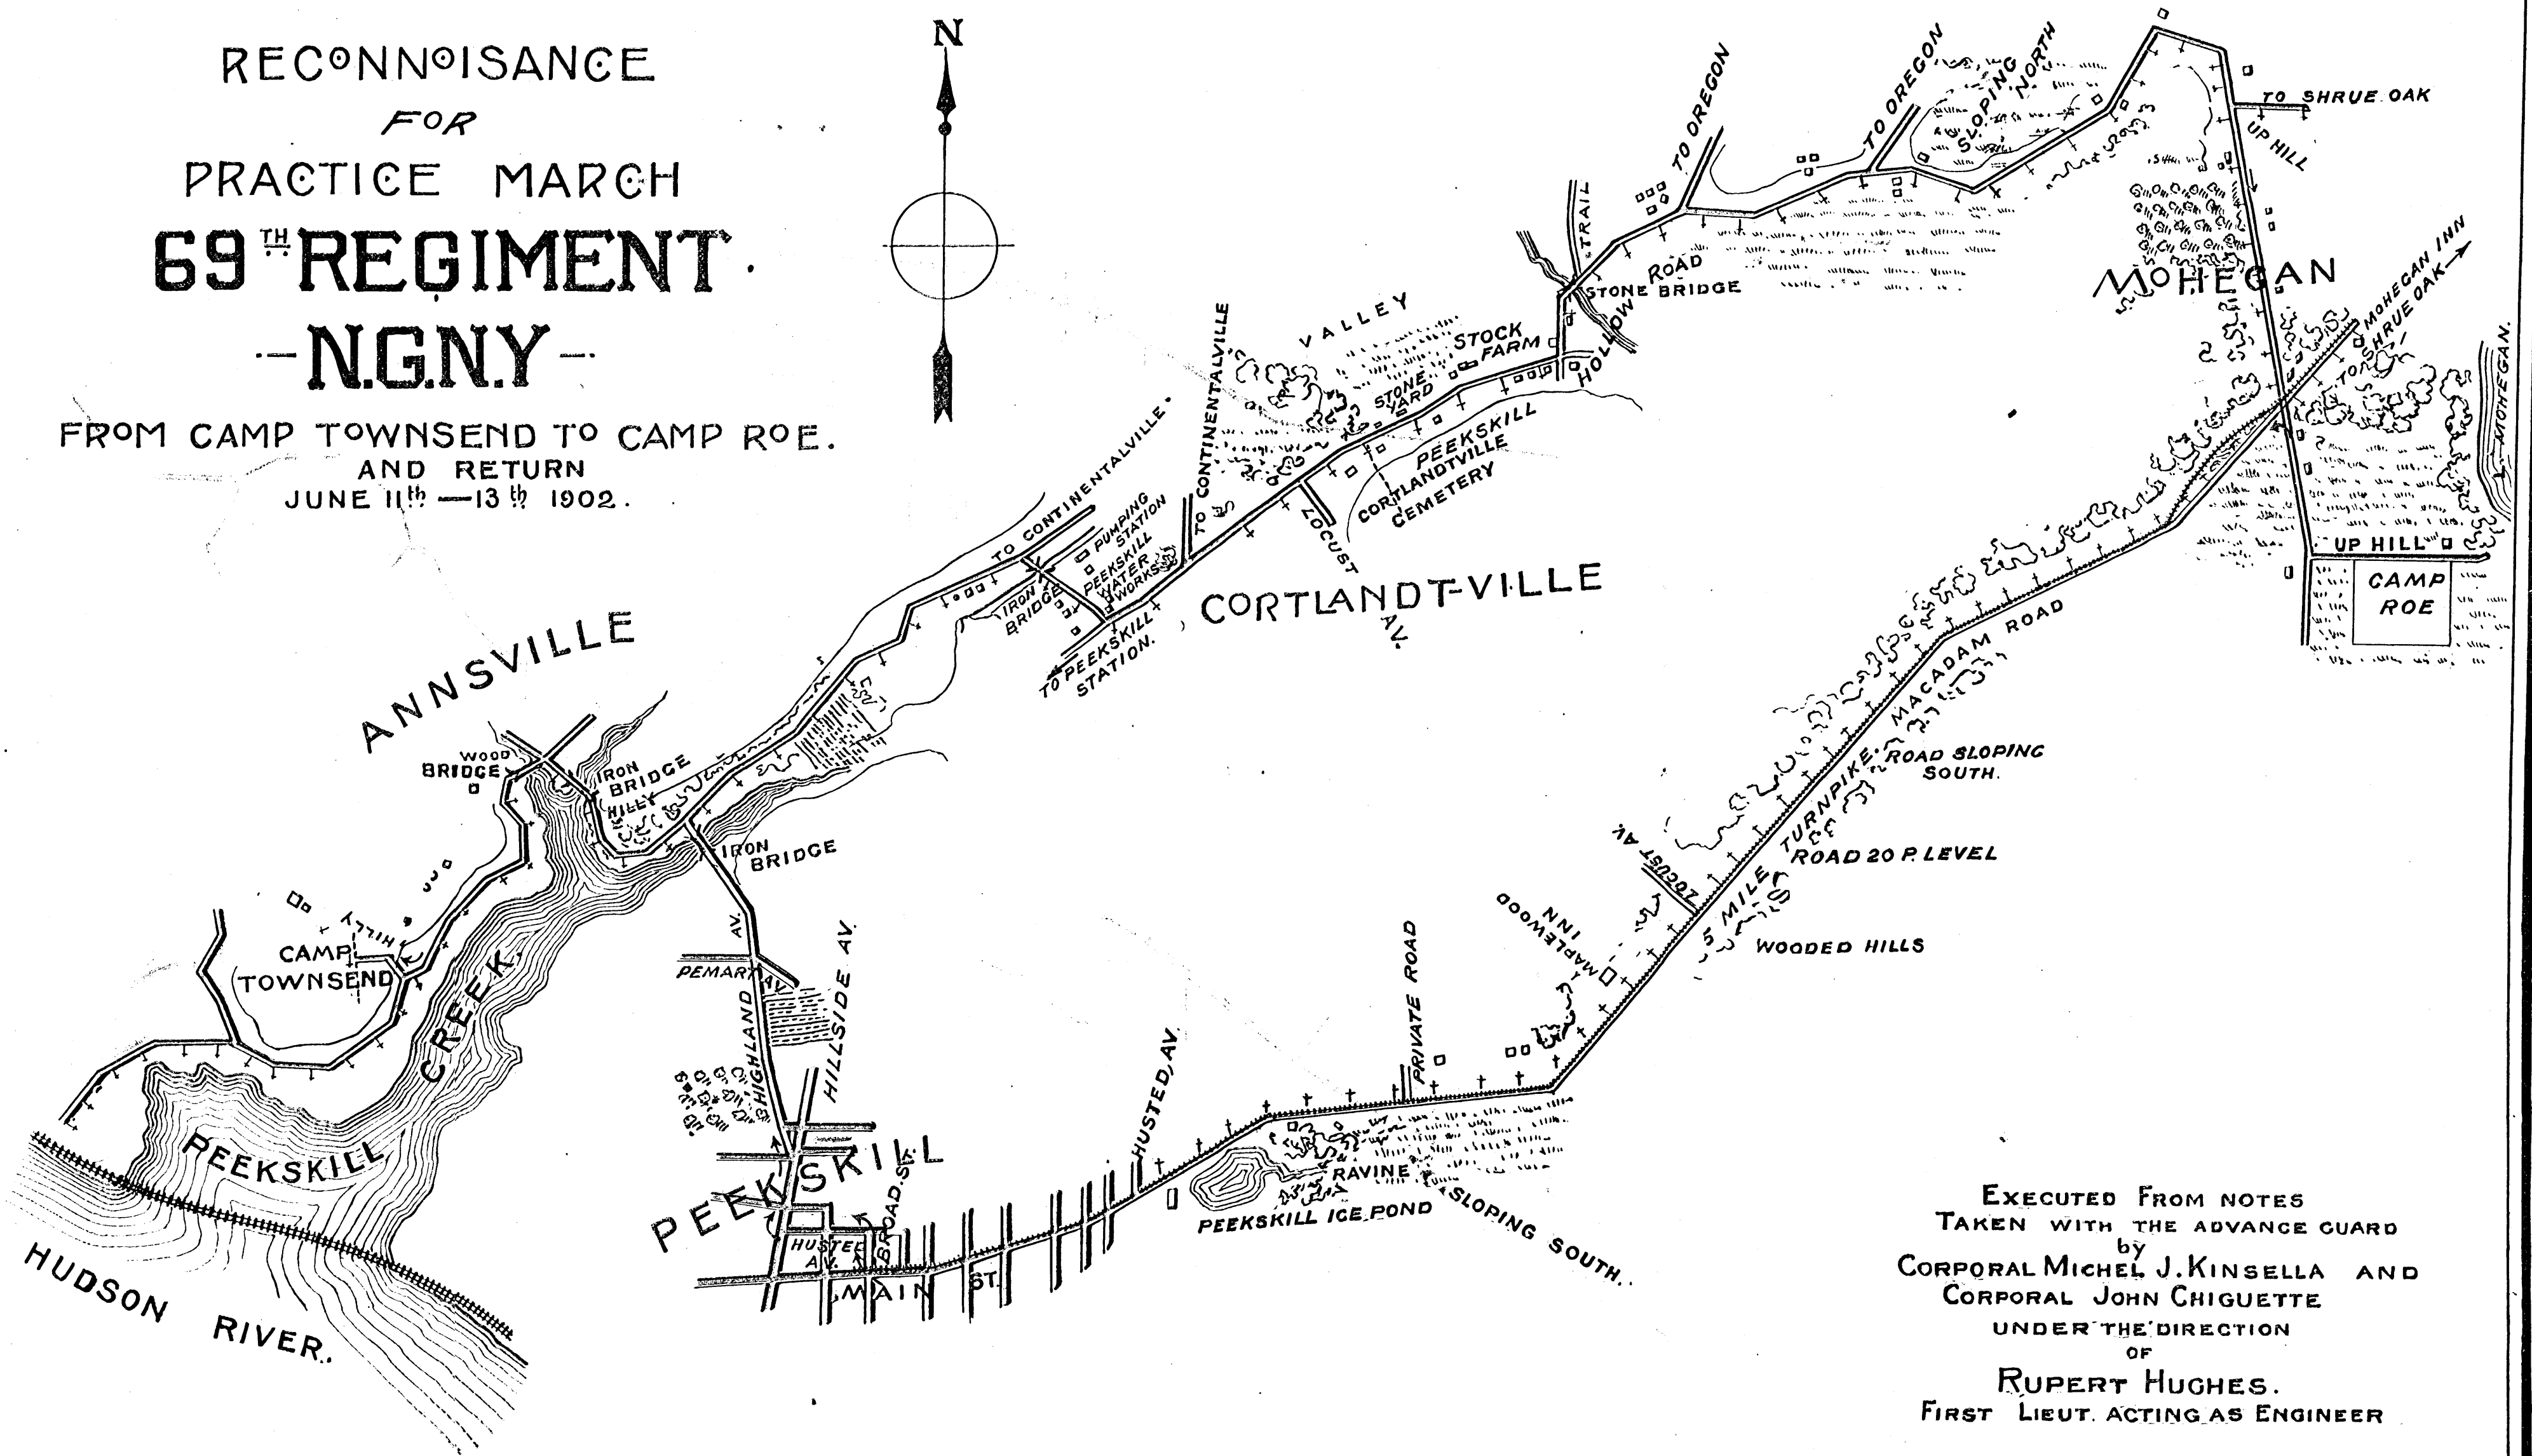 RECONNOISANCE
FOR
PRACTICE MARCH
69TH REGIMENT.
-N.G.N.Y-
FROM CAMP TOWNSEND TO CAMP ROE.
AND RETURN
JUNE 11th — 13th 1902.
N
TO OREGON
TO OREGON
SLOPING NORTH
TO SHRUE OAK
UP HILL
TRAIL
ROAD
STONE BRIDGE
HOLLOW
MOHEGAN
MOHEGAN INN
TO SHRUE OAK
L. MOHEGAN.
VALLEY
STOCK
FARM
STONE
YARD
TO CONTINENTALVILLE
TO CONTINENTALVILLE.
PEEKSKILL
CORTLANDTVILLE
CEMETERY
LOCUST
AV.
PUMPING
STATION
PEEKSKILL
WATER
WORKS
IRON
BRIDGE
TO PEEKSKILL
STATION.
CORTLANDT-VILLE
UP HILL
CAMP
ROE
ANNSVILLE
WOOD
BRIDGE
IRON
BRIDGE
HILLY
IRON
BRIDGE
5 MILE TURNPIKE. MACADAM ROAD
ROAD SLOPING
SOUTH.
ROAD 20 P. LEVEL
LOCUST AV.
WOODED HILLS
MAPLEWOOD
INN
HILLY
CAMP
TOWNSEND
PEEKSKILL CREEK.
PEMART AV.
HIGHLAND AV.
HILLSIDE AV.
HUSTED, AV.
PRIVATE ROAD
PEEKSKILL
BROAD. ST.
HUSTED
AV.
MAIN ST.
RAVINE
PEEKSKILL ICE POND
SLOPING SOUTH.
HUDSON RIVER.
EXECUTED FROM NOTES
TAKEN WITH THE ADVANCE GUARD
by
CORPORAL MICHEL J. KINSELLA AND
CORPORAL JOHN CHIGUETTE
UNDER THE DIRECTION
OF
RUPERT HUGHES.
FIRST LIEUT. ACTING AS ENGINEER